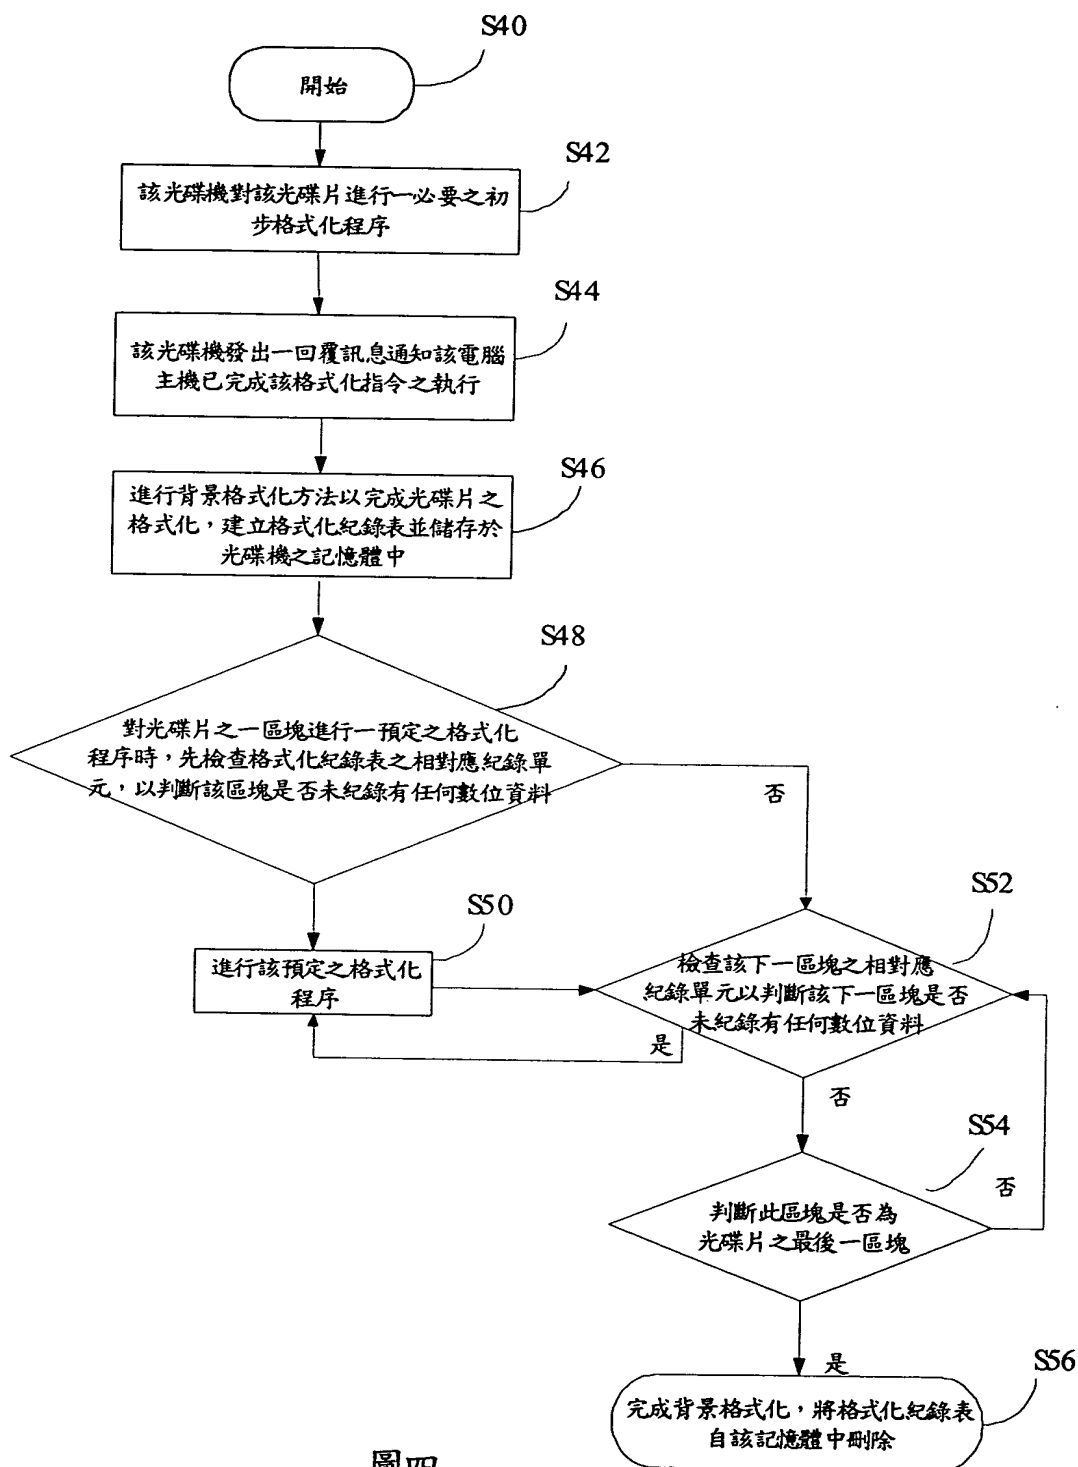 S40
開始
S42
該光碟機對該光碟片進行一必要之初
步格式化程序
S44
該光碟機發出一回覆訊息通知該電腦
主機已完成該格式化指令之執行
S46
進行背景格式化方法以完成光碟片之
格式化，建立格式化紀錄表並儲存於
光碟機之記憶體中
S48
對光碟片之一區塊進行一預定之格式化
程序時，先檢查格式化紀錄表之相對應紀錄單
元，以判斷該區塊是否未紀錄有任何數位資料
否
S50
進行該預定之格式化
程序
S52
檢查該下一區塊之相對應
紀錄單元以判斷該下一區塊是否
未紀錄有任何數位資料
是
否
S54
否
判斷此區塊是否為
光碟片之最後一區塊
是
S56
完成背景格式化，將格式化紀錄表
自該記憶體中刪除
圖四